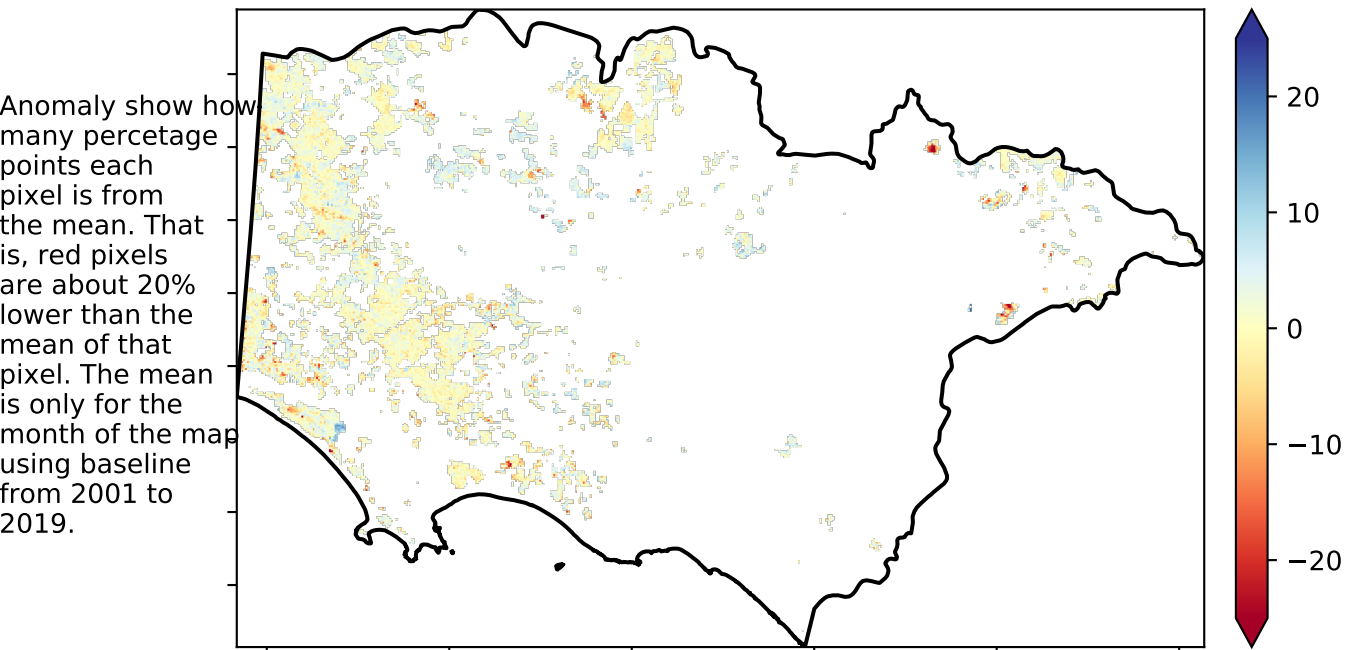 Anomaly show how
many percetage
points each
pixel is from
the mean. That
is, red pixels
are about 20%
lower than the
mean of that
pixel. The mean
is only for the
month of the map
using baseline
from 2001 to
2019.
20
10
0
−10
−20